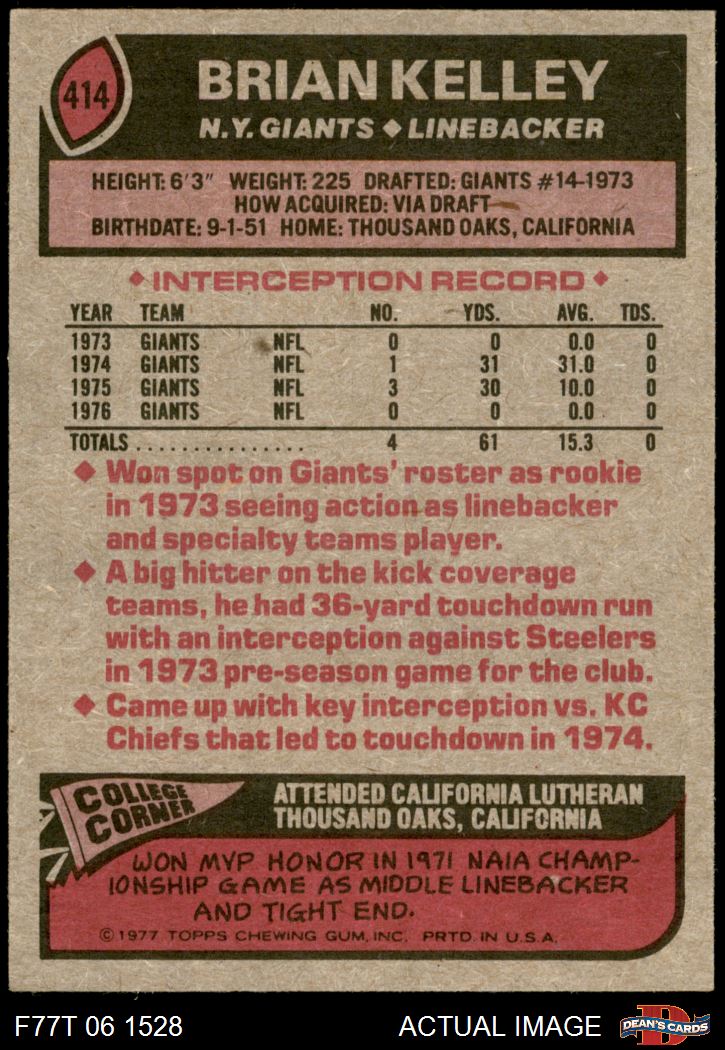 414
BRIAN KELLEY
N.Y. GIANTS ◆ LINEBACKER
HEIGHT: 6'3" WEIGHT: 225 DRAFTED: GIANTS #14-1973
HOW ACQUIRED: VIA DRAFT
BIRTHDATE: 9-1-51 HOME: THOUSAND OAKS, CALIFORNIA
◆ INTERCEPTION RECORD ◆
YEAR TEAM NO. YDS. AVG. TDS.
1973 GIANTS NFL 0 0 0.0 0
1974 GIANTS NFL 1 31 31.0 0
1975 GIANTS NFL 3 30 10.0 0
1976 GIANTS NFL 0 0 0.0 0
TOTALS ................ 4 61 15.3 0
◆ Won spot on Giants' roster as rookie
in 1973 seeing action as linebacker
and specialty teams player.
◆ A big hitter on the kick coverage
teams, he had 36-yard touchdown run
with an interception against Steelers
in 1973 pre-season game for the club.
◆ Came up with key interception vs. KC
Chiefs that led to touchdown in 1974.
COLLEGE
CORNER
ATTENDED CALIFORNIA LUTHERAN
THOUSAND OAKS, CALIFORNIA
WON MVP HONOR IN 1971 NAIA CHAMP-
IONSHIP GAME AS MIDDLE LINEBACKER
AND TIGHT END.
©1977 TOPPS CHEWING GUM, INC. PRTD. IN U.S.A.
F77T 06 1528 ACTUAL IMAGE
D
DEAN'S CARDS